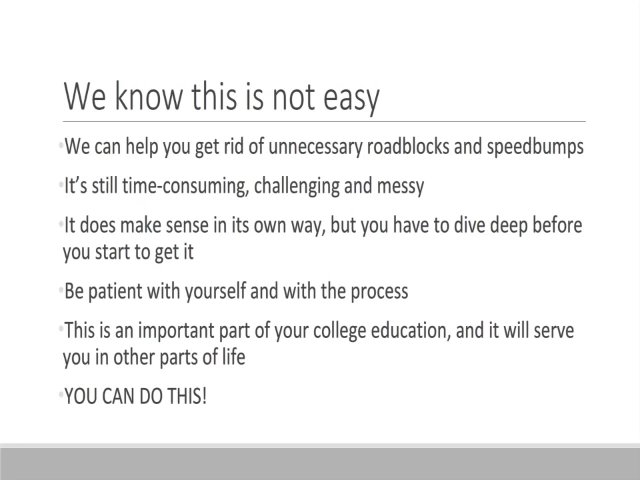 We know this is not easy
•We can help you get rid of unnecessary roadblocks and speedbumps
•It’s still time-consuming, challenging and messy
•It does make sense in its own way, but you have to dive deep before
you start to get it
•Be patient with yourself and with the process
•This is an important part of your college education, and it will serve
you in other parts of life
•YOU CAN DO THIS!